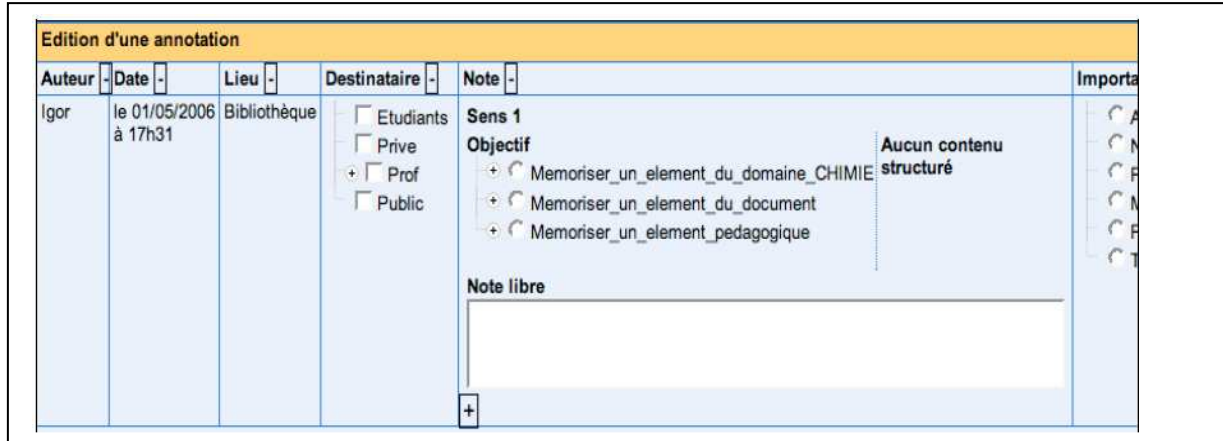 Edition d'une annotation
Auteur - Date - Lieu - Destinataire - Note - Importa
Igor
le 01/05/2006
à 17h31
Bibliothèque
Etudiants
Prive
+ Prof
Public
Sens 1
Objectif
+ Memoriser_un_element_du_domaine_CHIMIE
+ Memoriser_un_element_du_document
+ Memoriser_un_element_pedagogique
Aucun contenu
structuré
Note libre
+
A
N
F
M
F
T